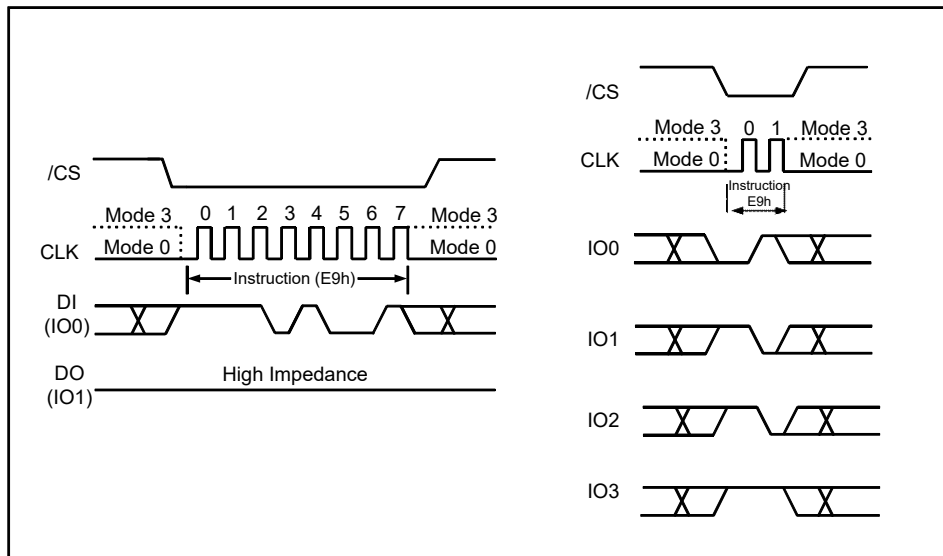 /CS
Mode 3 0 1 2 3 4 5 6 7 Mode 3
CLK Mode 0 Mode 0
Instruction (E9h)
DI
(IO0)
DO
(IO1)
High Impedance
/CS
Mode 3 0 1 Mode 3
CLK Mode 0 Mode 0
Instruction
E9h
IO0
IO1
IO2
IO3